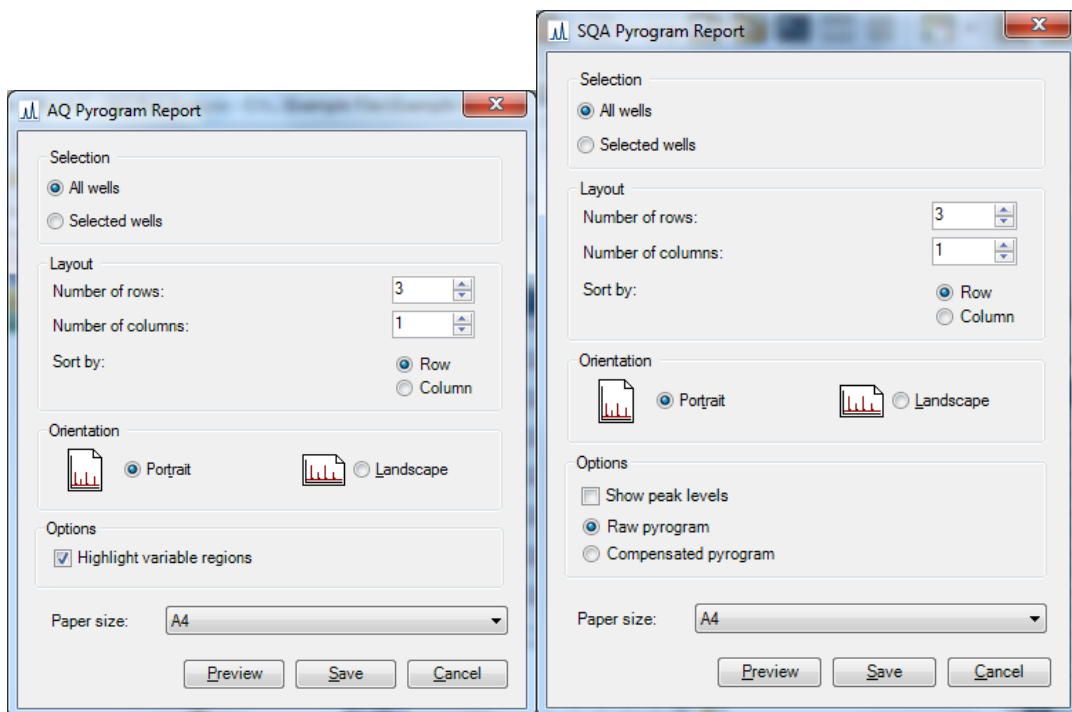 AQ Pyrogram Report
Selection
All wells
Selected wells
Layout
Number of rows: 3
Number of columns: 1
Sort by: Row
Column
Orientation
Portrait Landscape
Options
Highlight variable regions
Paper size: A4
Preview Save Cancel
SQA Pyrogram Report
Selection
All wells
Selected wells
Layout
Number of rows: 3
Number of columns: 1
Sort by: Row
Column
Orientation
Portrait Landscape
Options
Show peak levels
Raw pyrogram
Compensated pyrogram
Paper size: A4
Preview Save Cancel